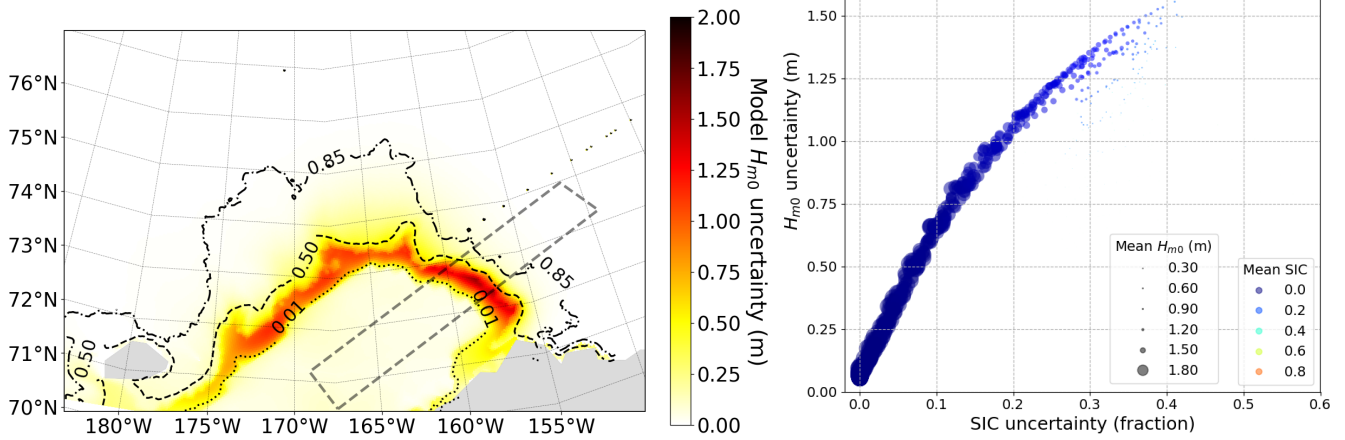 76°N
75°N
74°N
73°N
72°N
71°N
70°N
180°W
175°W
170°W
165°W
160°W
155°W
0.85
0.50
0.01
0.01
0.85
0.50
2.00
1.75
1.50
1.25
1.00
0.75
0.50
0.25
0.00
Model Hm0 uncertainty (m)
Hm0 uncertainty (m)
1.50
1.25
1.00
0.75
0.50
0.25
0.00
0.0
0.1
0.2
0.3
0.4
0.5
0.6
SIC uncertainty (fraction)
Mean Hm0 (m)
0.30
0.60
0.90
1.20
1.50
1.80
Mean SIC
0.0
0.2
0.4
0.6
0.8